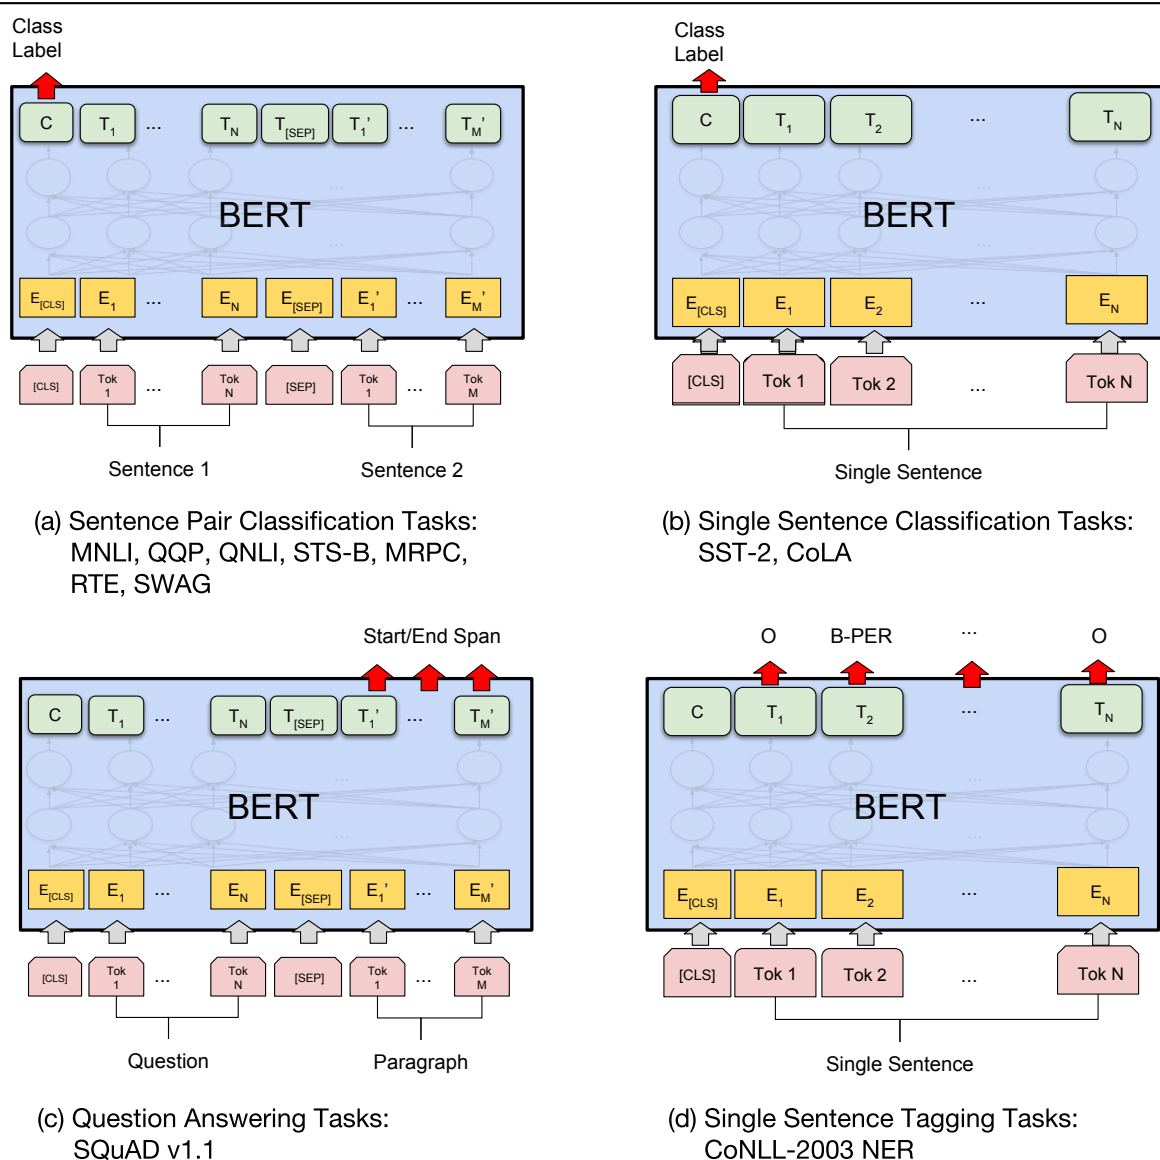 Class
Label
C T1 ... TN T[SEP] T1' ... TM'
...
BERT
...
E[CLS] E1 ... EN E[SEP] E1' ... EM'
[CLS] Tok 1 ... Tok N [SEP] Tok 1 ... Tok M
Sentence 1 Sentence 2
(a) Sentence Pair Classification Tasks:
MNLI, QQP, QNLI, STS-B, MRPC,
RTE, SWAG
Class
Label
C T1 T2 ... TN
...
BERT
...
E[CLS] E1 E2 ... EN
[CLS] Tok 1 Tok 2 ... Tok N
Single Sentence
(b) Single Sentence Classification Tasks:
SST-2, CoLA
Start/End Span
C T1 ... TN T[SEP] T1' ... TM'
...
BERT
...
E[CLS] E1 ... EN E[SEP] E1' ... EM'
[CLS] Tok 1 ... Tok N [SEP] Tok 1 ... Tok M
Question Paragraph
(c) Question Answering Tasks:
SQuAD v1.1
O B-PER ... O
C T1 T2 ... TN
...
BERT
...
E[CLS] E1 E2 ... EN
[CLS] Tok 1 Tok 2 ... Tok N
Single Sentence
(d) Single Sentence Tagging Tasks:
CoNLL-2003 NER